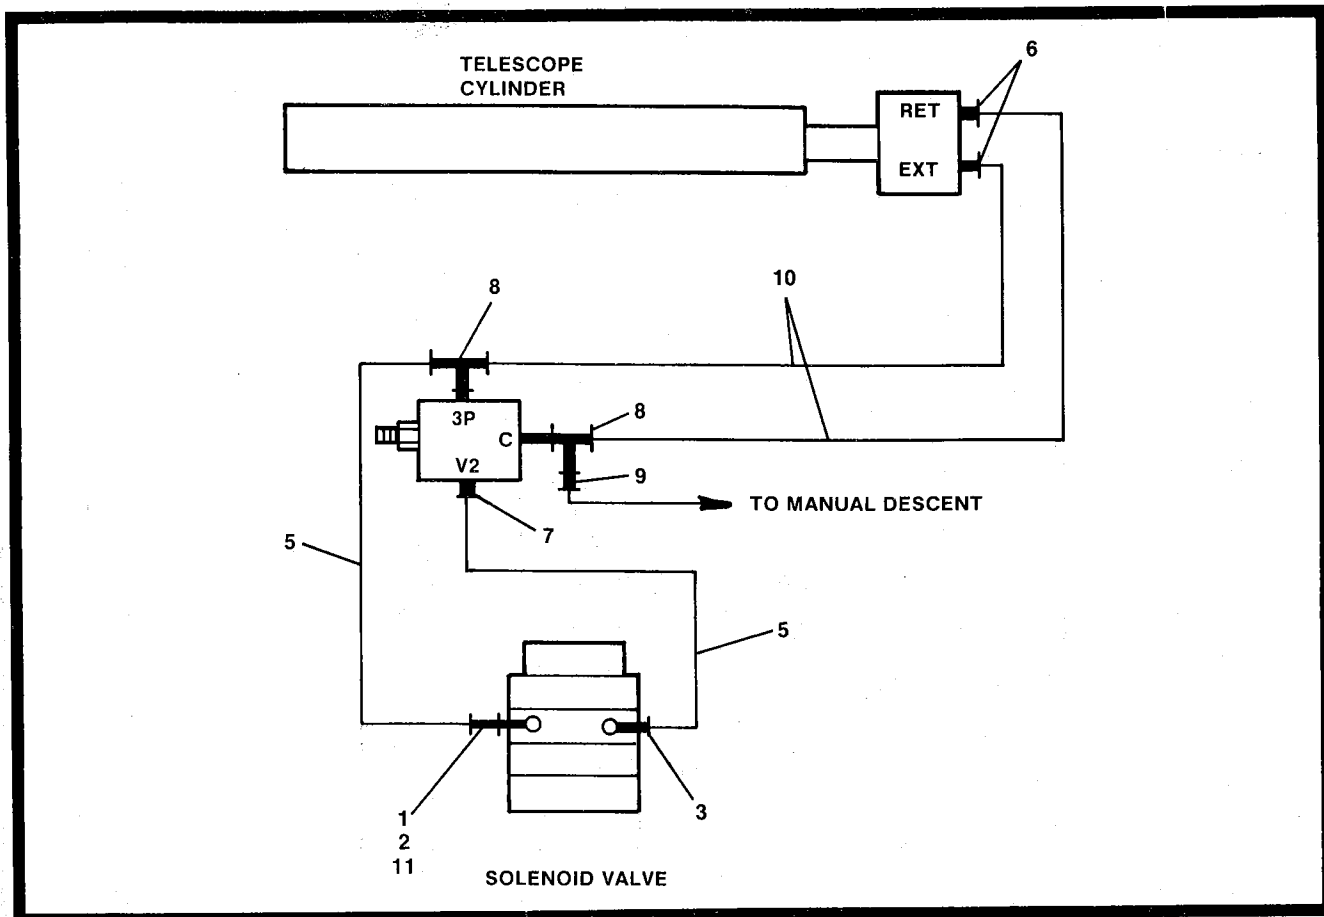 TELESCOPE
CYLINDER
6
RET
EXT
8
10
3P
8
C
V2
9
TO MANUAL DESCENT
7
5
5
1
2
11
3
SOLENOID VALVE